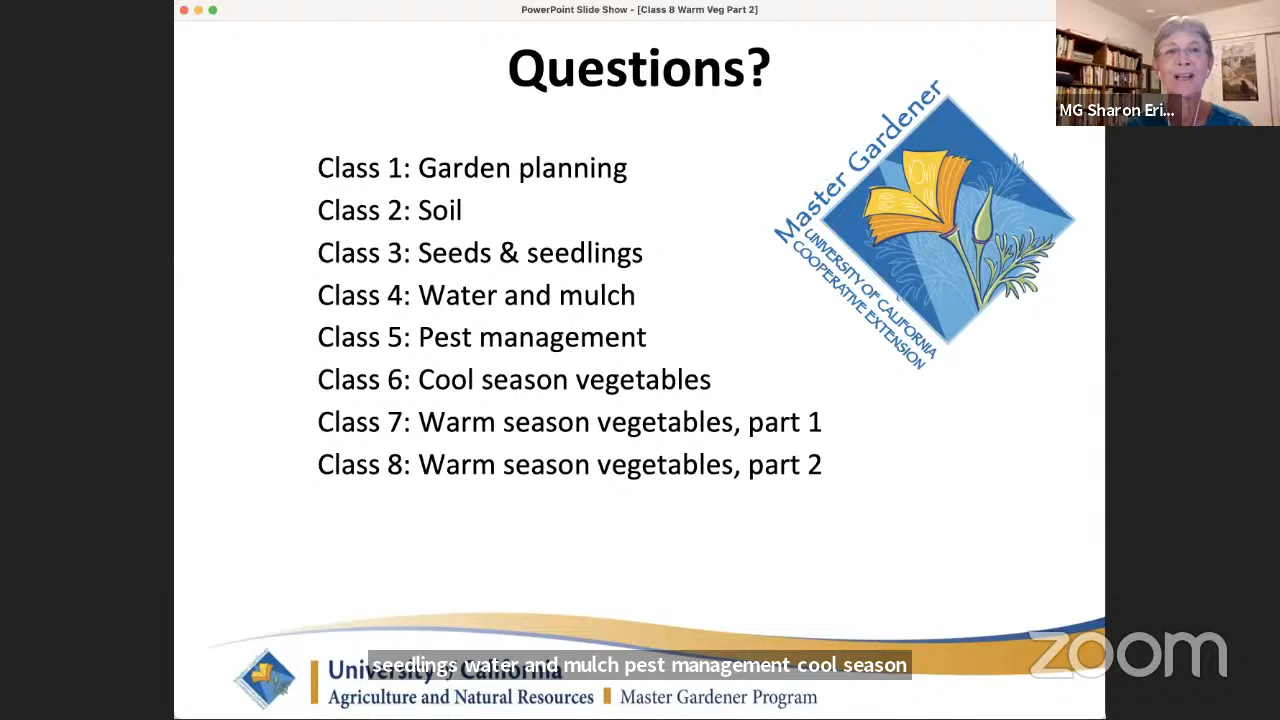 PowerPoint Slide Show - [Class 8 Warm Veg Part 2]
Questions?
MG Sharon Eri...
Class 1: Garden planning
Class 2: Soil
Class 3: Seeds & seedlings
Class 4: Water and mulch
Class 5: Pest management
Class 6: Cool season vegetables
Class 7: Warm season vegetables, part 1
Class 8: Warm season vegetables, part 2
Master Gardener
UNIVERSITY OF CALIFORNIA
COOPERATIVE EXTENSION
University of California
seedlings water and mulch pest management cool season
Agriculture and Natural Resources
Master Gardener Program
zoom